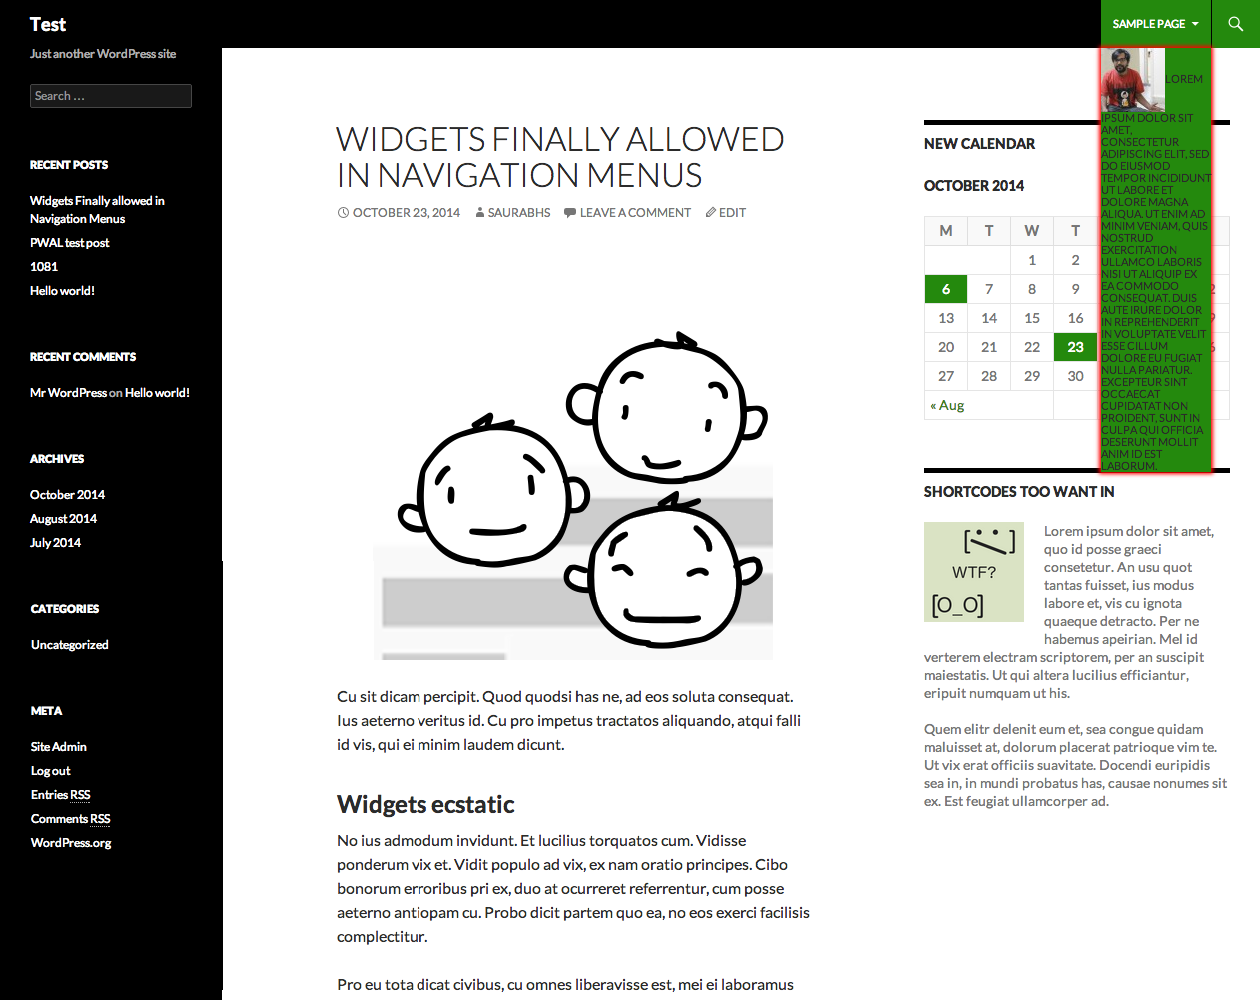 Test
Just another WordPress site
Search ...
RECENT POSTS
Widgets Finally allowed in
Navigation Menus
PWAL test post
1081
Hello world!
RECENT COMMENTS
Mr WordPress on Hello world!
ARCHIVES
October 2014
August 2014
July 2014
CATEGORIES
Uncategorized
META
Site Admin
Log out
Entries RSS
Comments RSS
WordPress.org
SAMPLE PAGE
WIDGETS FINALLY ALLOWED
IN NAVIGATION MENUS
OCTOBER 23, 2014 SAURABHS LEAVE A COMMENT EDIT
Cu sit dicam percipit. Quod quodsi has ne, ad eos soluta consequat.
Ius aeterno veritus id. Cu pro impetus tractatos aliquando, atqui falli
id vis, qui ei minim laudem dicunt.
Widgets ecstatic
No ius admodum invidunt. Et lucilius torquatos cum. Vidisse
ponderum vix et. Vidit populo ad vix, ex nam oratio principes. Cibo
bonorum erroribus pri ex, duo at ocurreret referrentur, cum posse
aeterno antiopam cu. Probo dicit partem quo ea, no eos exerci facilisis
complectitur.
Pro eu tota dicat civibus, cu omnes liberavisse est, mei ei laboramus
LOREM
IPSUM DOLOR SIT
AMET,
CONSECTETUR
ADIPISCING ELIT, SED
DO EIUSMOD
TEMPOR INCIDIDUNT
UT LABORE ET
DOLORE MAGNA
ALIQUA. UT ENIM AD
MINIM VENIAM, QUIS
NOSTRUD
EXERCITATION
ULLAMCO LABORIS
NISI UT ALIQUIP EX
EA COMMODO
CONSEQUAT. DUIS
AUTE IRURE DOLOR
IN REPREHENDERIT
IN VOLUPTATE VELIT
ESSE CILLUM
DOLORE EU FUGIAT
NULLA PARIATUR.
EXCEPTEUR SINT
OCCAECAT
CUPIDATAT NON
PROIDENT, SUNT IN
CULPA QUI OFFICIA
DESERUNT MOLLIT
ANIM ID EST
LABORUM.
NEW CALENDAR
OCTOBER 2014
M T W T
1 2
6 7 8 9
13 14 15 16
20 21 22 23
27 28 29 30
« Aug
SHORTCODES TOO WANT IN
WTF?
[O_O]
Lorem ipsum dolor sit amet,
quo id posse graeci
consetetur. An usu quot
tantas fuisset, ius modus
labore et, vis cu ignota
quaeque detracto. Per ne
habemus apeirian. Mel id
verterem electram scriptorem, per an suscipit
maiestatis. Ut qui altera lucilius efficiantur,
eripuit numquam ut his.
Quem elitr delenit eum et, sea congue quidam
maluisset at, dolorum placerat patrioque vim te.
Ut vix erat officiis suavitate. Docendi euripidis
sea in, in mundi probatus has, causae nonumes sit
ex. Est feugiat ullamcorper ad.